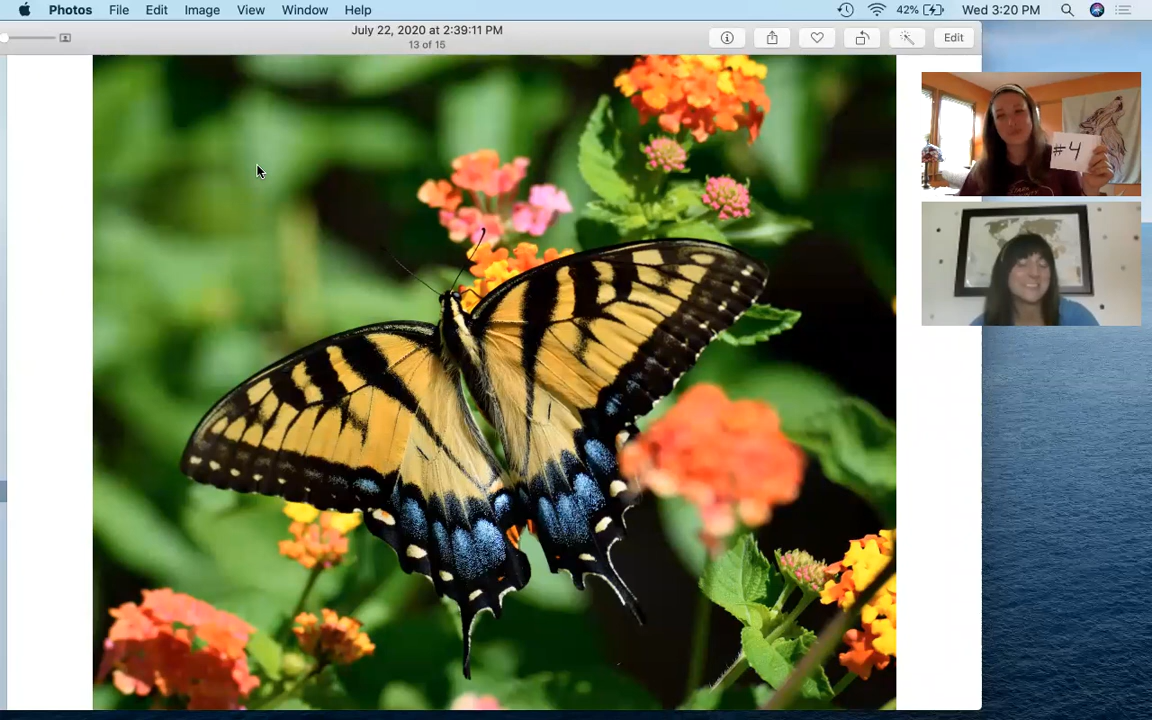 Photos File Edit Image View Window Help 42% Wed 3:20 PM
July 22, 2020 at 2:39:11 PM
13 of 15
Edit
#4